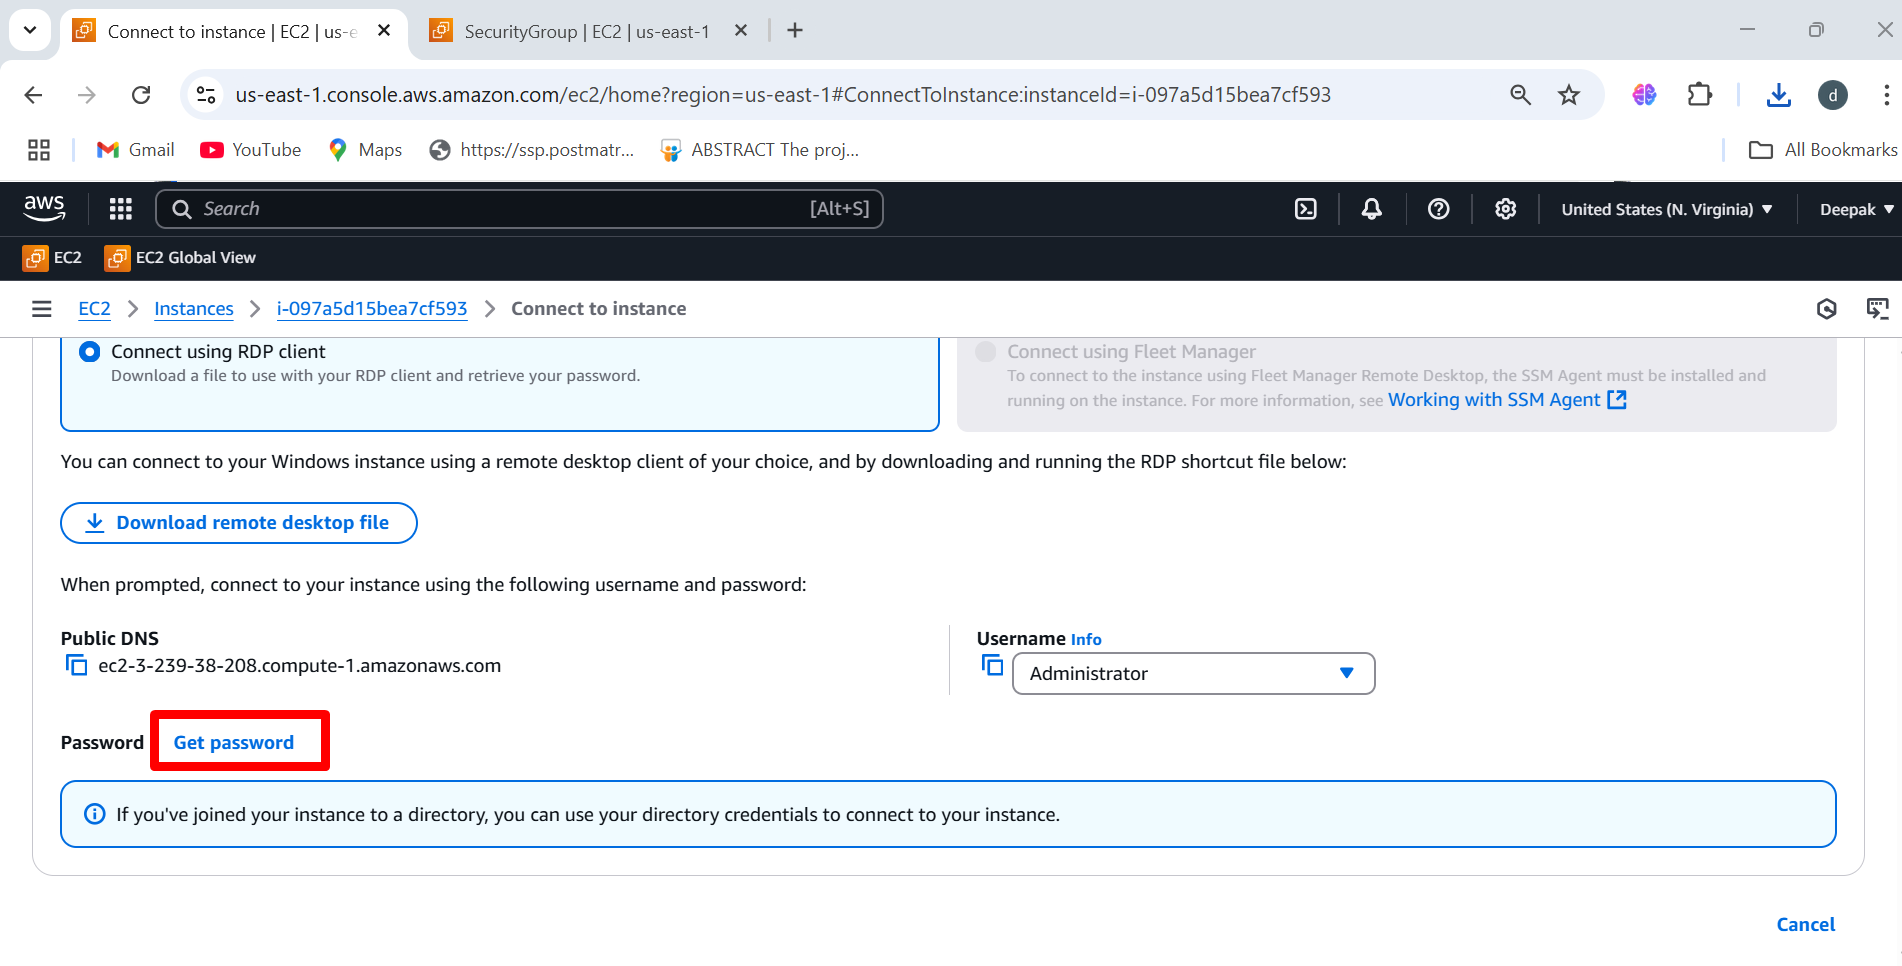 Connect to instance | EC2 | us-e
SecurityGroup | EC2 | us-east-1
us-east-1.console.aws.amazon.com/ec2/home?region=us-east-1#ConnectToInstance:instanceId=i-097a5d15bea7cf593
d
Gmail
YouTube
Maps
https://ssp.postmatr...
ABSTRACT The proj...
All Bookmarks
aws
Search
[Alt+S]
United States (N. Virginia)
Deepak
EC2
EC2 Global View
EC2
Instances
i-097a5d15bea7cf593
Connect to instance
Connect using RDP client
Download a file to use with your RDP client and retrieve your password.
Connect using Fleet Manager
To connect to the instance using Fleet Manager Remote Desktop, the SSM Agent must be installed and
running on the instance. For more information, see Working with SSM Agent
You can connect to your Windows instance using a remote desktop client of your choice, and by downloading and running the RDP shortcut file below:
Download remote desktop file
When prompted, connect to your instance using the following username and password:
Public DNS
ec2-3-239-38-208.compute-1.amazonaws.com
Username Info
Administrator
Password Get password
If you've joined your instance to a directory, you can use your directory credentials to connect to your instance.
Cancel